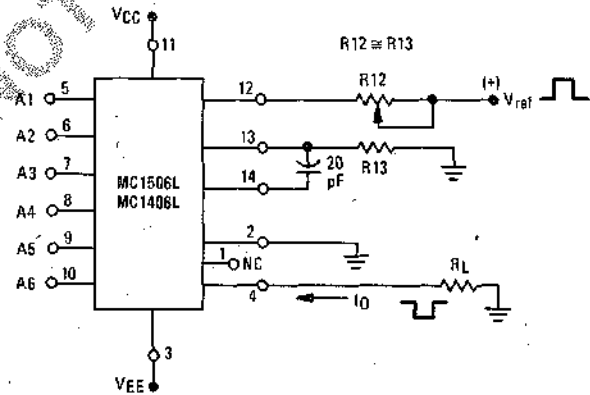 VCC
11
R12 ≅ R13
A1 5
12
R12
(+) Vref
A2 6
13
A3 7
20 pF
R13
MC1506L
MC1406L
14
A4 8
2
A5 9
1 NC
A6 10
4
IO
RL
3
VEE